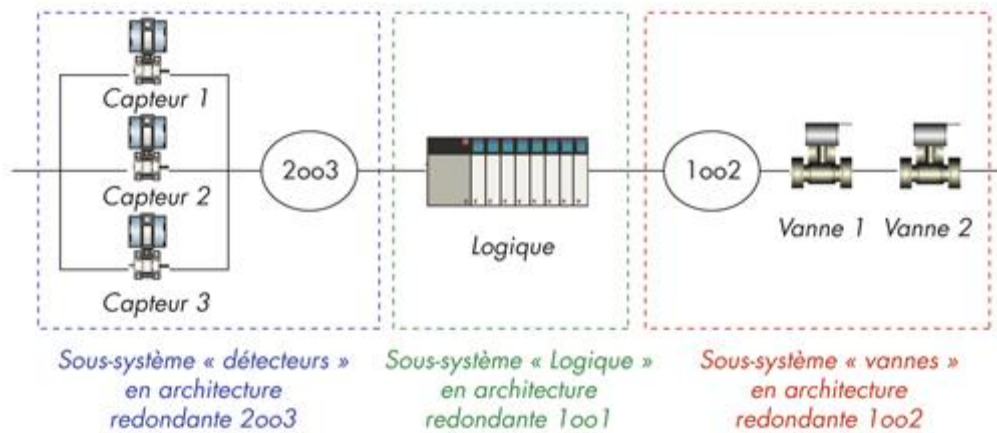 Capteur 1
Capteur 2
Capteur 3
2oo3
Logique
1oo2
Vanne 1
Vanne 2
Sous-système « détecteurs »
en architecture
redondante 2oo3
Sous-système « Logique »
en architecture
redondante 1oo1
Sous-système « vannes »
en architecture
redondante 1oo2